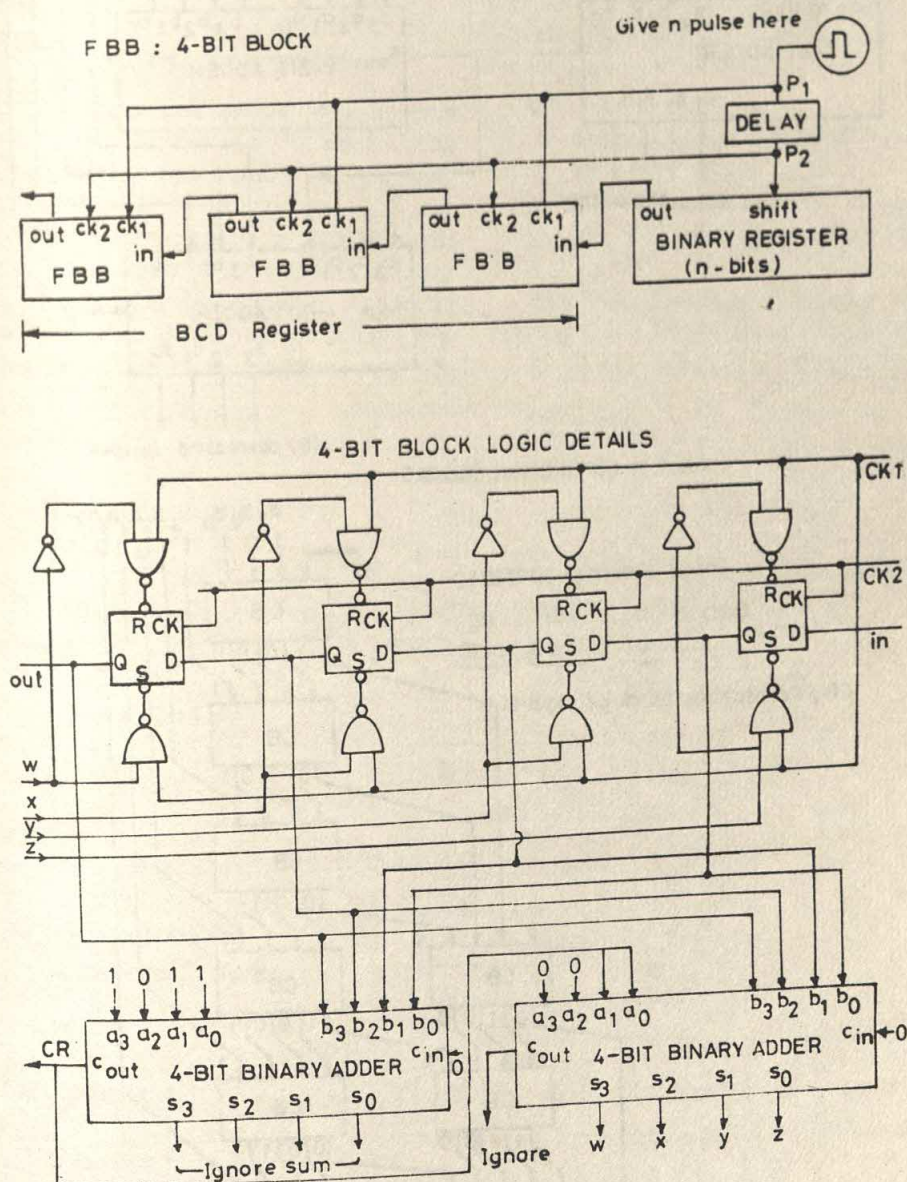 FBB : 4-BIT BLOCK
Give n pulse here
P1
DELAY
P2
out ck2 ck1
in
FBB
out ck2 ck1
in
FBB
out ck2 ck1
in
FBB
out shift
BINARY REGISTER
(n-bits)
BCD Register
4-BIT BLOCK LOGIC DETAILS
CK1
CK2
R CK
Q S D
R CK
Q S D
R CK
Q S D
R CK
Q S D
in
out
w
x
y
z
1 0 1 1
a3 a2 a1 a0
b3 b2 b1 b0
CR
cout
4-BIT BINARY ADDER
cin
0
s3 s2 s1 s0
Ignore sum
0 0
a3 a2 a1 a0
b3 b2 b1 b0
cout
4-BIT BINARY ADDER
cin
0
s3 s2 s1 s0
Ignore
w x y z